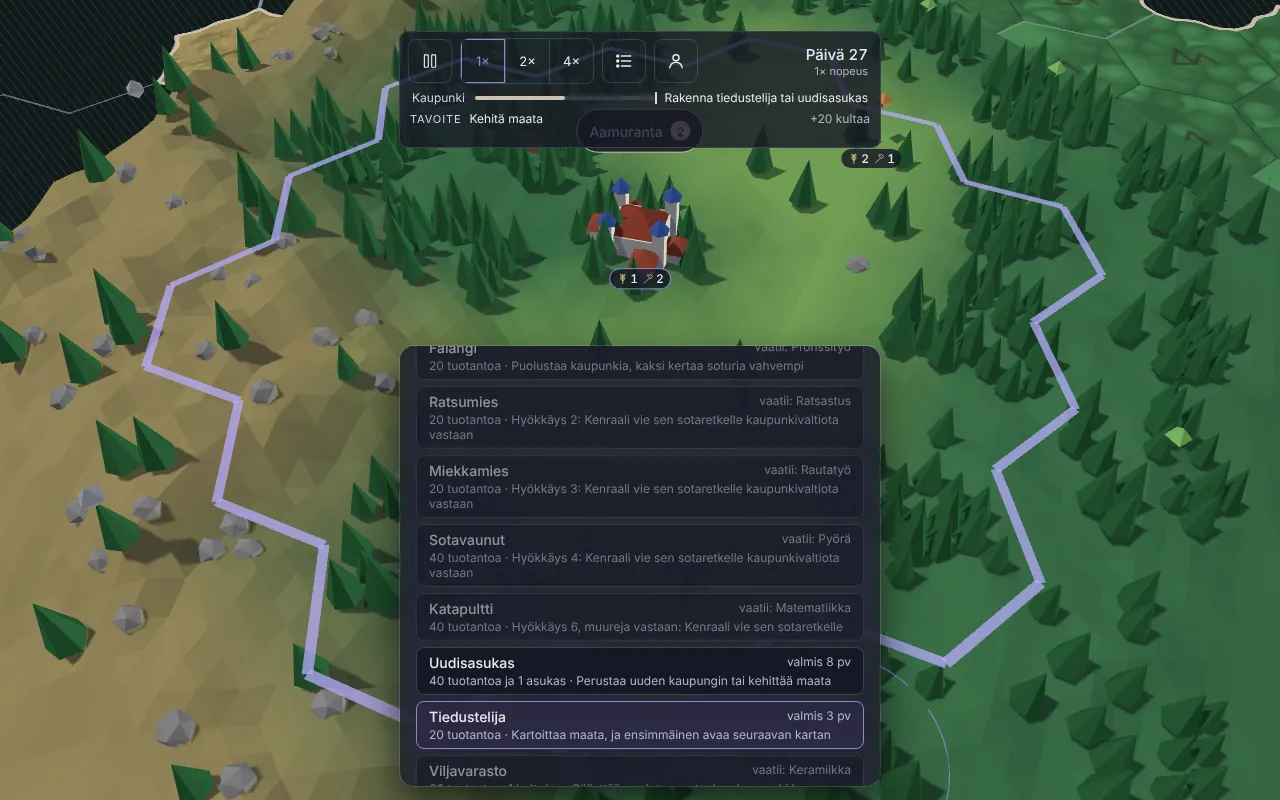 1×
2×
4×
Päivä 27
1× nopeus
Kaupunki
Rakenna tiedustelija tai uudisasukas
TAVOITE Kehitä maata
+20 kultaa
Aamuranta 2
2 1
1 2
Falangi
vaatii: Pronssityö
20 tuotantoa · Puolustaa kaupunkia, kaksi kertaa soturia vahvempi
Ratsumies
vaatii: Ratsastus
20 tuotantoa · Hyökkäys 2: Kenraali vie sen sotaretkelle kaupunkivaltiota
vastaan
Miekkamies
vaatii: Rautatyö
20 tuotantoa · Hyökkäys 3: Kenraali vie sen sotaretkelle kaupunkivaltiota
vastaan
Sotavaunut
vaatii: Pyörä
40 tuotantoa · Hyökkäys 4: Kenraali vie sen sotaretkelle kaupunkivaltiota
vastaan
Katapultti
vaatii: Matematiikka
40 tuotantoa · Hyökkäys 6, muureja vastaan: Kenraali vie sen sotaretkelle
Uudisasukas
valmis 8 pv
40 tuotantoa ja 1 asukas · Perustaa uuden kaupungin tai kehittää maata
Tiedustelija
valmis 3 pv
20 tuotantoa · Kartoittaa maata, ja ensimmäinen avaa seuraavan kartan
Viljavarasto
vaatii: Keramiikka